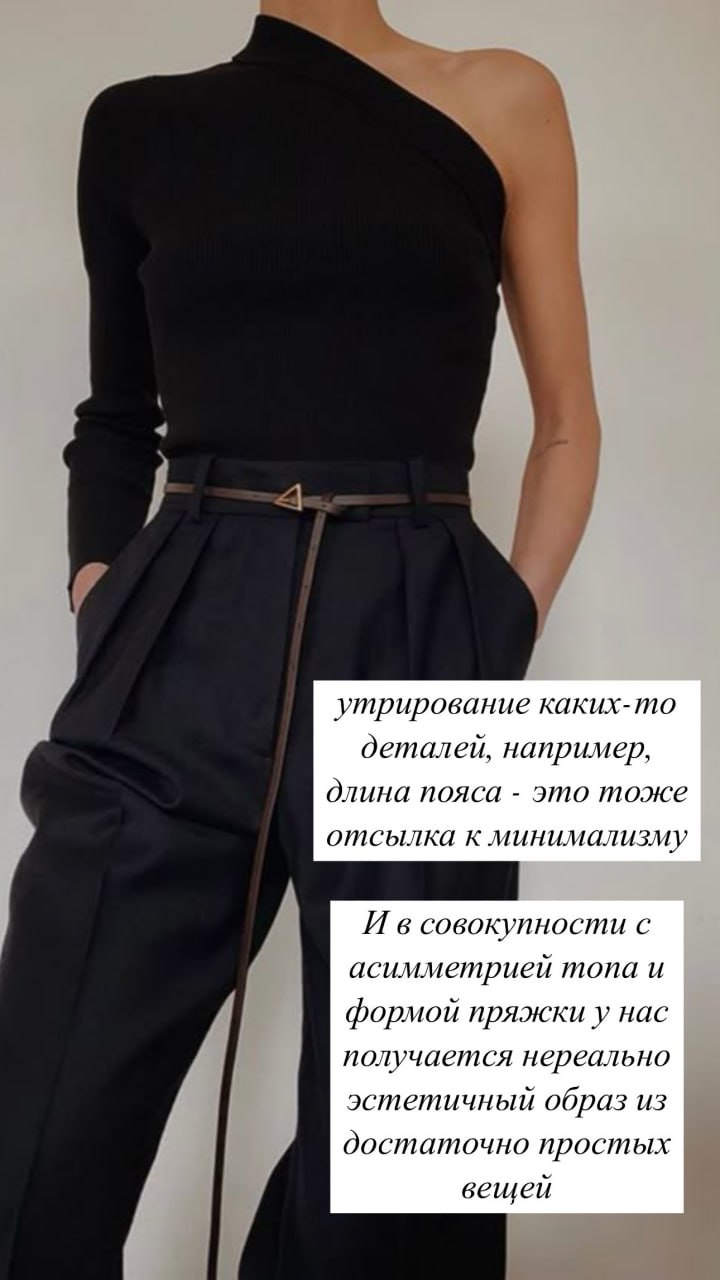 утрирование каких-то
деталей, например,
длина пояса - это тоже
отсылка к минимализму
И в совокупности с
асимметрией топа и
формой пряжки у нас
получается нереально
эстетичный образ из
достаточно простых
вещей